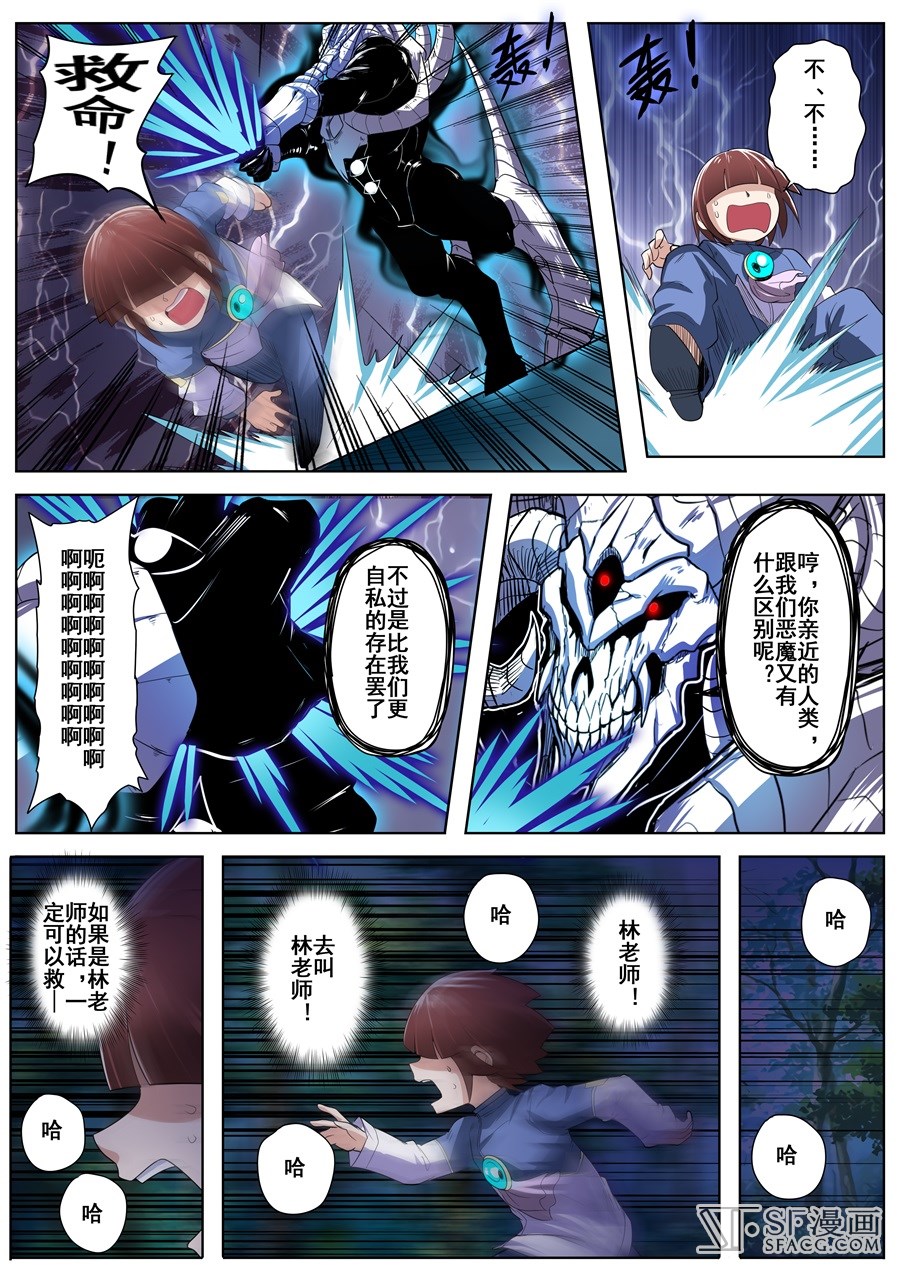 不、
不……
轰！
轰！
救命！
哼，你亲近的人类，
跟我们恶魔又有
什么区别呢？
不过是比我们更
自私的存在罢了
呃啊啊啊啊啊啊啊啊
啊啊啊啊啊啊啊啊
哈
哈
林老师！
哈
去叫
林老师！
哈
如果是林老
师的话，一
定可以救—
哈
哈
SF漫画
SFACG.COM